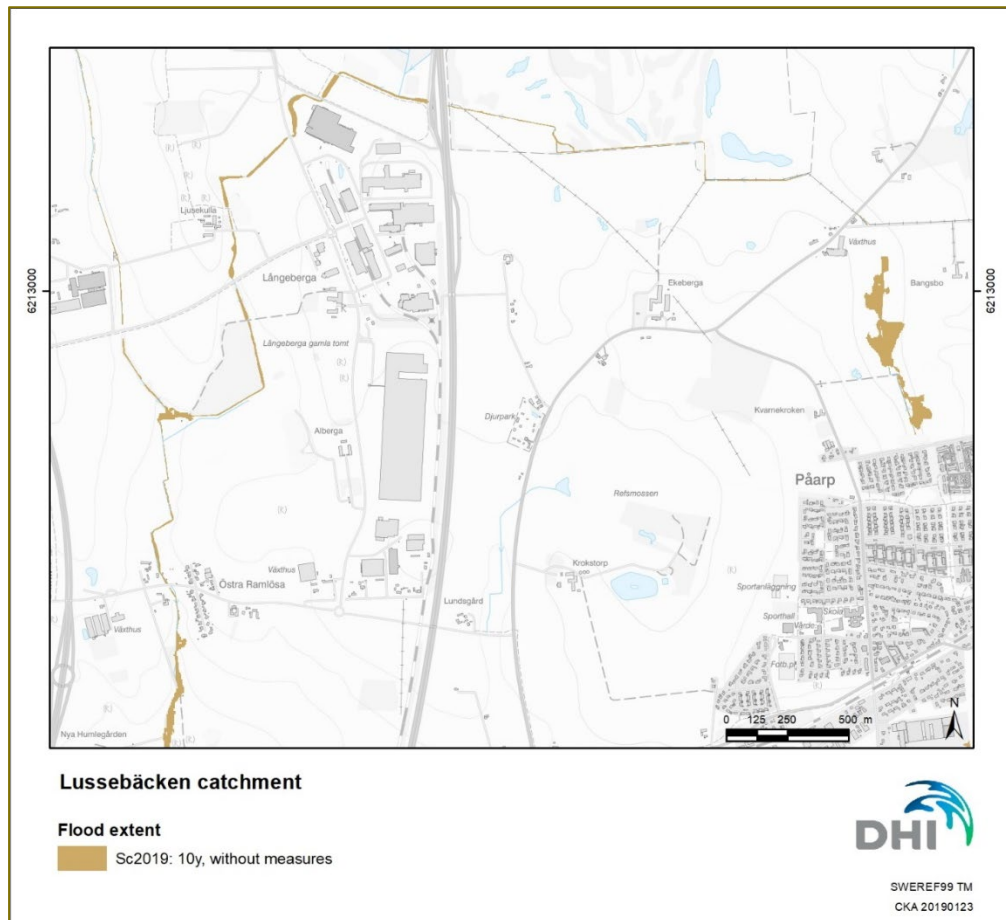 Ljusekulla
Växthus
6213000
Långeberga
Ekeberga
Bangsbo
6213000
Långeberga gamla tomt
Djurpark
Kvarnekroken
Alberga
Påarp
Refsmossen
Växthus
Krokstorp
Östra Ramlösa
Sportanläggning
Lundsgård
Sporthall
Skola
Växthus
Vårdc
Fotb.pl
N
0 125 250 500 m
Nya Humlegården
Lussebäcken catchment
Flood extent
Sc2019: 10y, without measures
DHI
SWEREF99 TM
CKA 20190123